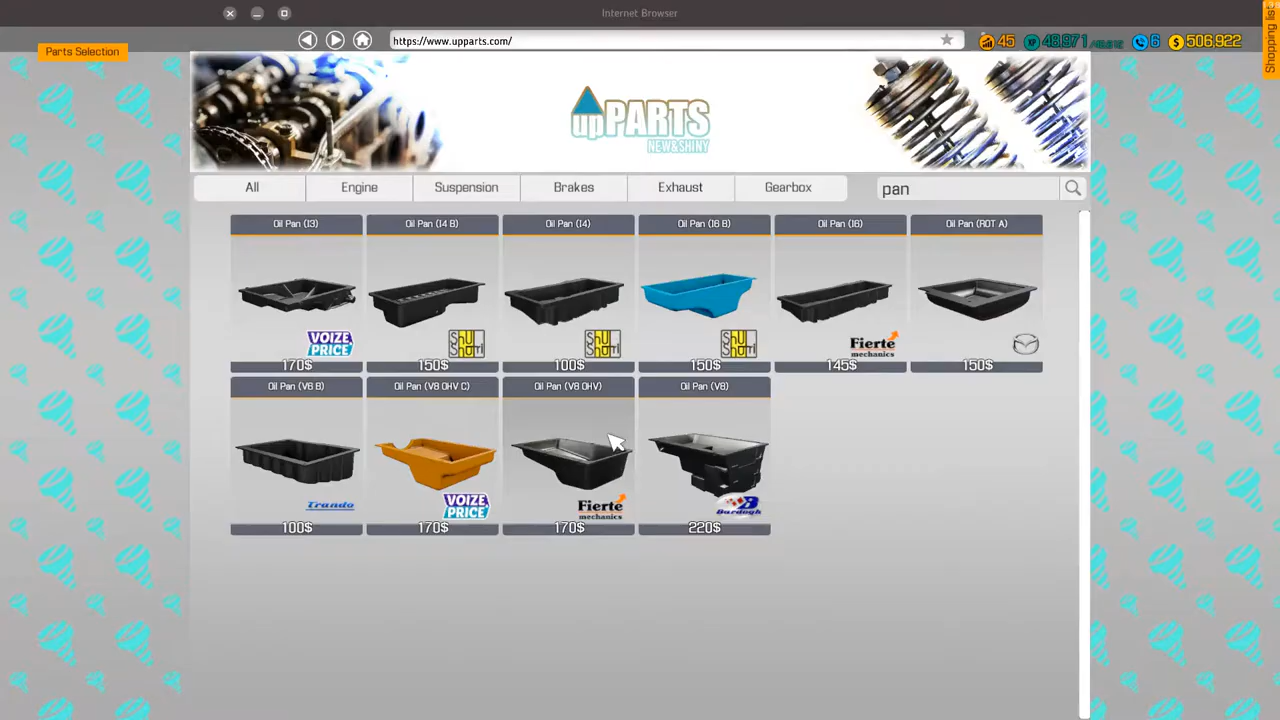 Internet Browser
Shopping list
Parts Selection
https://www.upparts.com/
45
6
506,922
upPARTS
NEW&SHINY
All
Engine
Suspension
Brakes
Exhaust
Gearbox
pan
Oil Pan (I3)
Oil Pan (I4 B)
Oil Pan (I4)
Oil Pan (I6 B)
Oil Pan (I6)
Oil Pan (ROT A)
VOIZE PRICE
Fierte mechanics
170$
150$
100$
150$
145$
150$
Oil Pan (V6 B)
Oil Pan (V8 OHV C)
Oil Pan (V8 OHV)
Oil Pan (V8)
Trando
VOIZE PRICE
Fierte mechanics
100$
170$
170$
220$